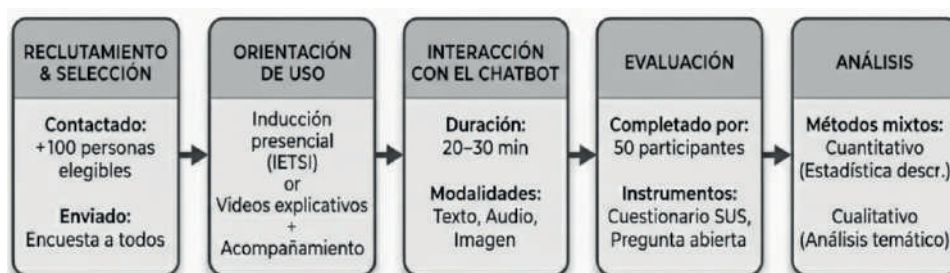 RECLUTAMIENTO
& SELECCIÓN
Contactado:
+100 personas
elegibles
Enviado:
Encuesta a todos
ORIENTACIÓN
DE USO
Inducción
presencial
(IETSI)
or
Videos explicativos
+
Acompañamiento
INTERACCIÓN
CON EL CHATBOT
Duración:
20–30 min
Modalidades:
Texto, Audio,
Imagen
EVALUACIÓN
Completado por:
50 participantes
Instrumentos:
Cuestionario SUS,
Pregunta abierta
ANÁLISIS
Métodos mixtos:
Cuantitativo
(Estadística descr.)
Cualitativo
(Análisis temático)